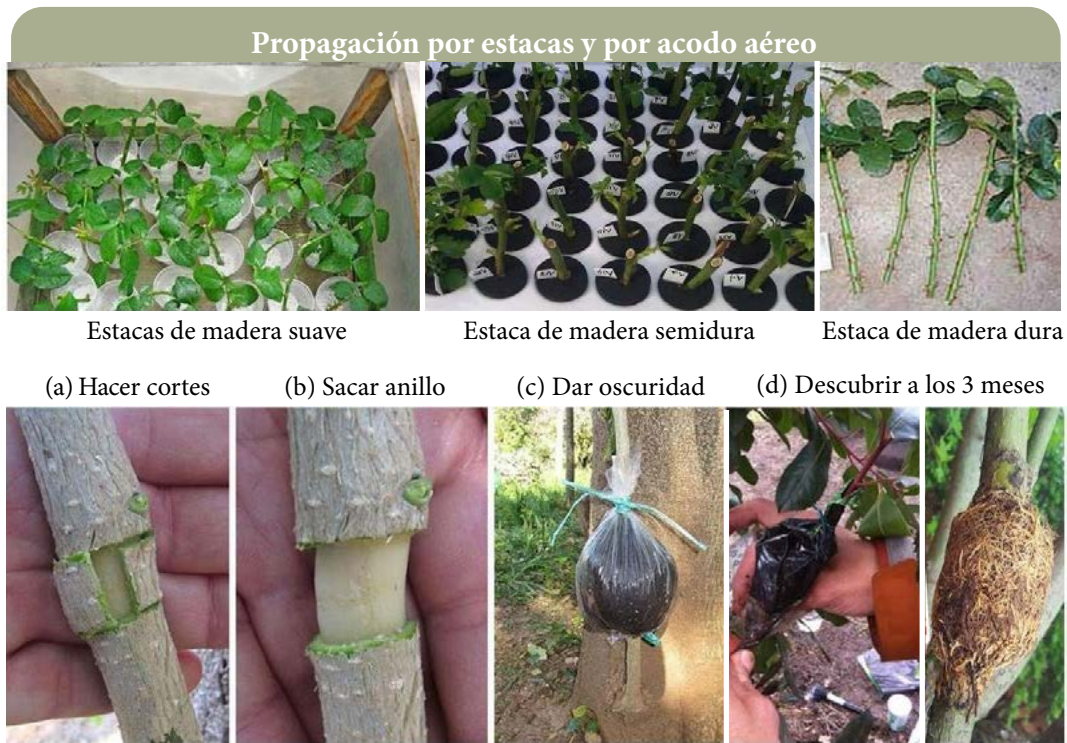 Propagación por estacas y por acodo aéreo
Estacas de madera suave
Estaca de madera semidura
Estaca de madera dura
(a) Hacer cortes
(b) Sacar anillo
(c) Dar oscuridad
(d) Descubrir a los 3 meses